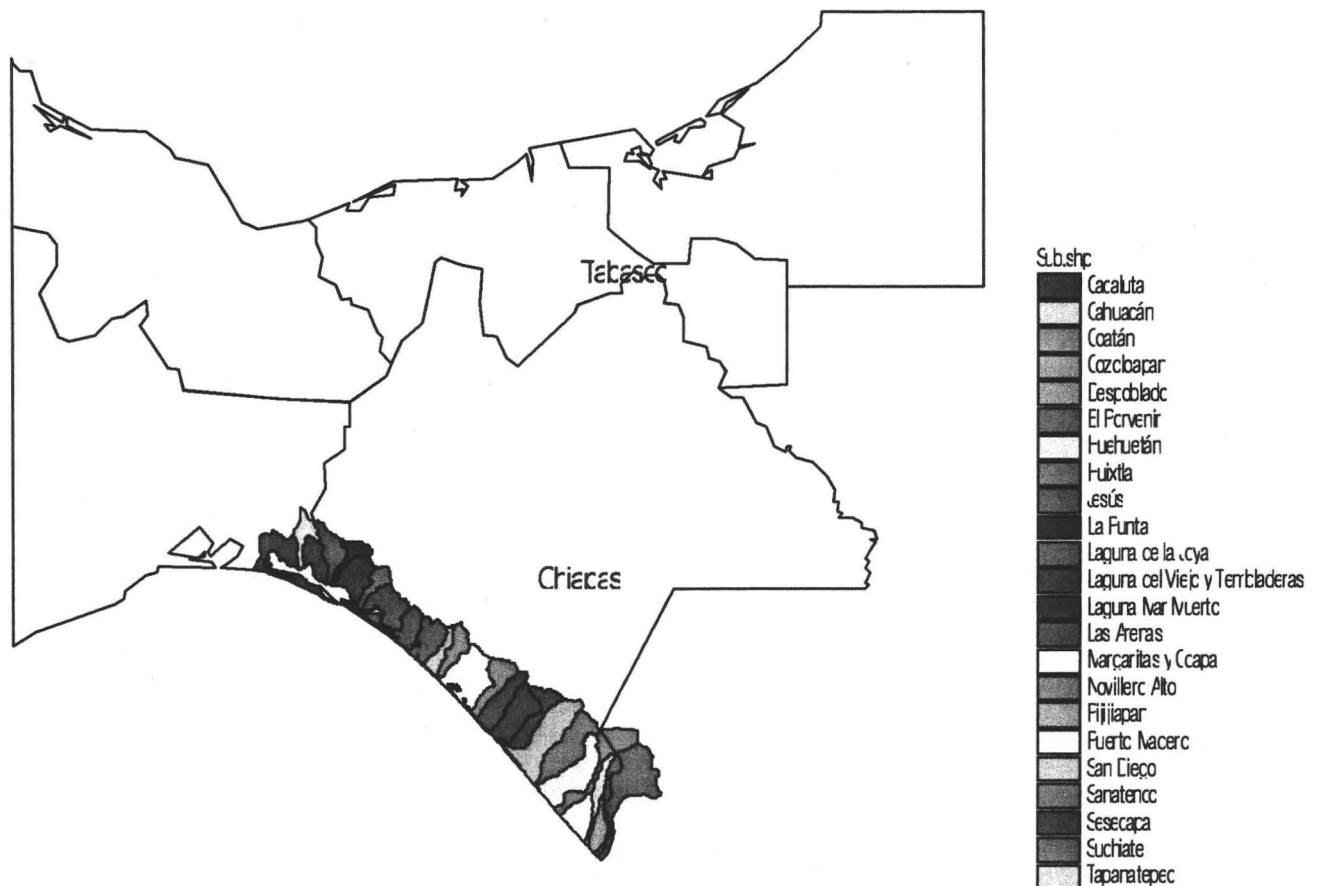 Tabasco
Chiapas
Sub.shp
Cacaluta
Cahuacán
Coatán
Cozcloapan
Despoblado
El Porvenir
Huehuetán
Huixtla
Jesús
La Punta
Laguna de la Joya
Laguna del Viejo y Tembladeras
Laguna Mar Muerto
Las Arenas
Margaritas y Coapa
Novillero Alto
Pijijiapan
Puerto Madero
San Diego
Sanatenco
Sesecapa
Suchiate
Tapanatepec